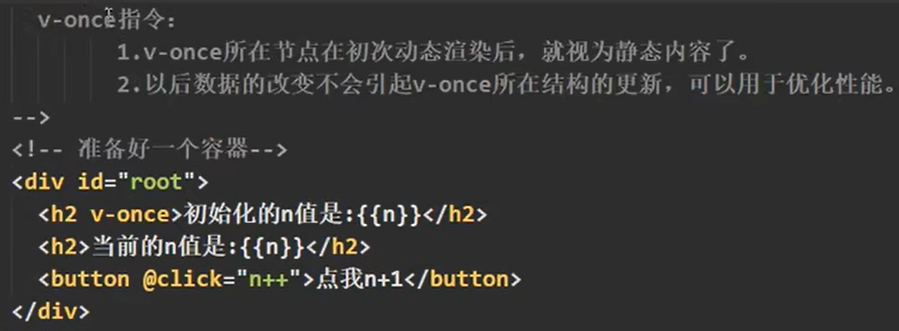 v-once指令：
1.v-once所在节点在初次动态渲染后，就视为静态内容了。
2.以后数据的改变不会引起v-once所在结构的更新，可以用于优化性能。
-->
<!-- 准备好一个容器-->
<div id="root">
<h2 v-once>初始化的n值是:{{n}}</h2>
<h2>当前的n值是:{{n}}</h2>
<button @click="n++">点我n+1</button>
</div>